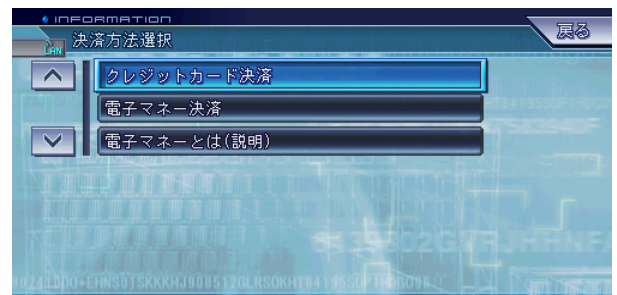 INFORMATION
LAN
決済方法選択
戻る
クレジットカード決済
電子マネー決済
電子マネーとは(説明)